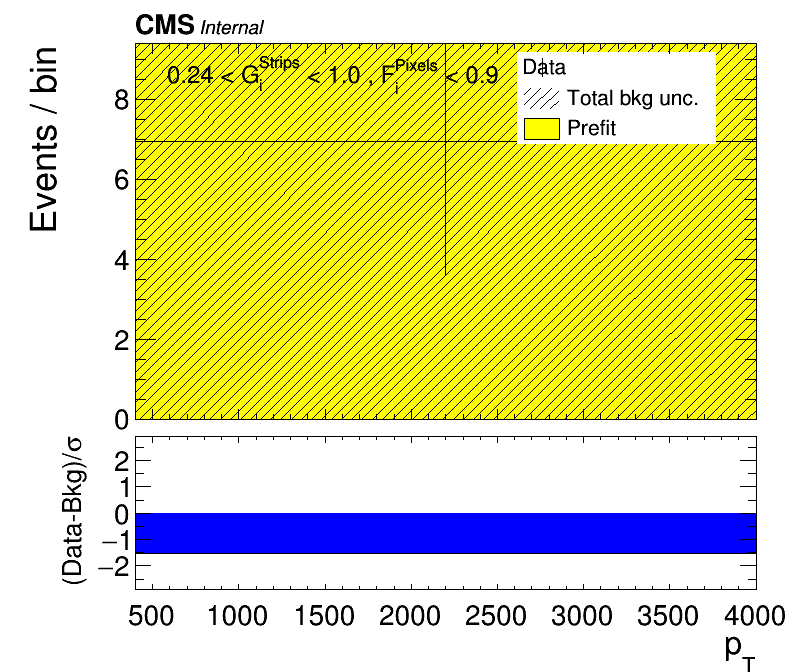 CMS Internal
0.24 < G_i^Strips < 1.0 , F_i^Pixels < 0.9
Data
Total bkg unc.
Prefit
Events / bin
8
6
4
2
0
(Data-Bkg)/σ
2
1
0
−1
−2
500 1000 1500 2000 2500 3000 3500 4000
p_T